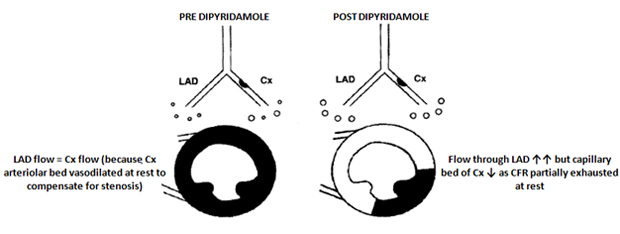 PRE DIPYRIDAMOLE
POST DIPYRIDAMOLE
LAD
Cx
LAD
Cx
LAD flow = Cx flow (because Cx
arteriolar bed vasodilated at rest to
compensate for stenosis)
Flow through LAD ↑↑ but capillary
bed of Cx ↓ as CFR partially exhausted
at rest